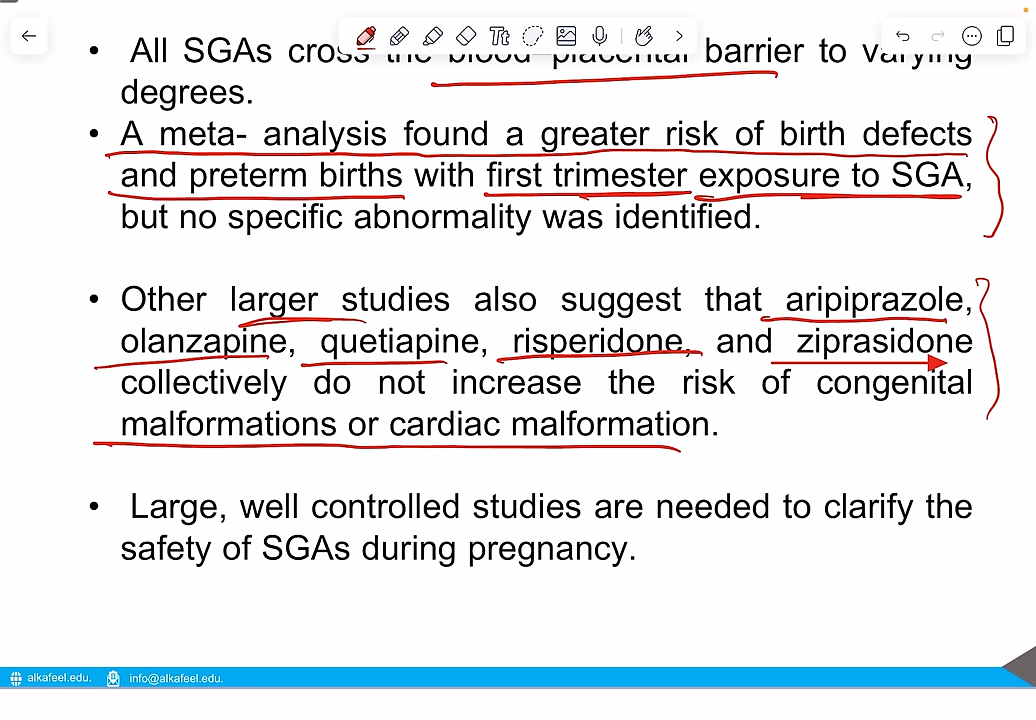 • All SGAs cross the blood placental barrier to varying
degrees.
• A meta- analysis found a greater risk of birth defects
and preterm births with first trimester exposure to SGA,
but no specific abnormality was identified.
• Other larger studies also suggest that aripiprazole,
olanzapine, quetiapine, risperidone, and ziprasidone
collectively do not increase the risk of congenital
malformations or cardiac malformation.
• Large, well controlled studies are needed to clarify the
safety of SGAs during pregnancy.
alkafeel.edu. info@alkafeel.edu.